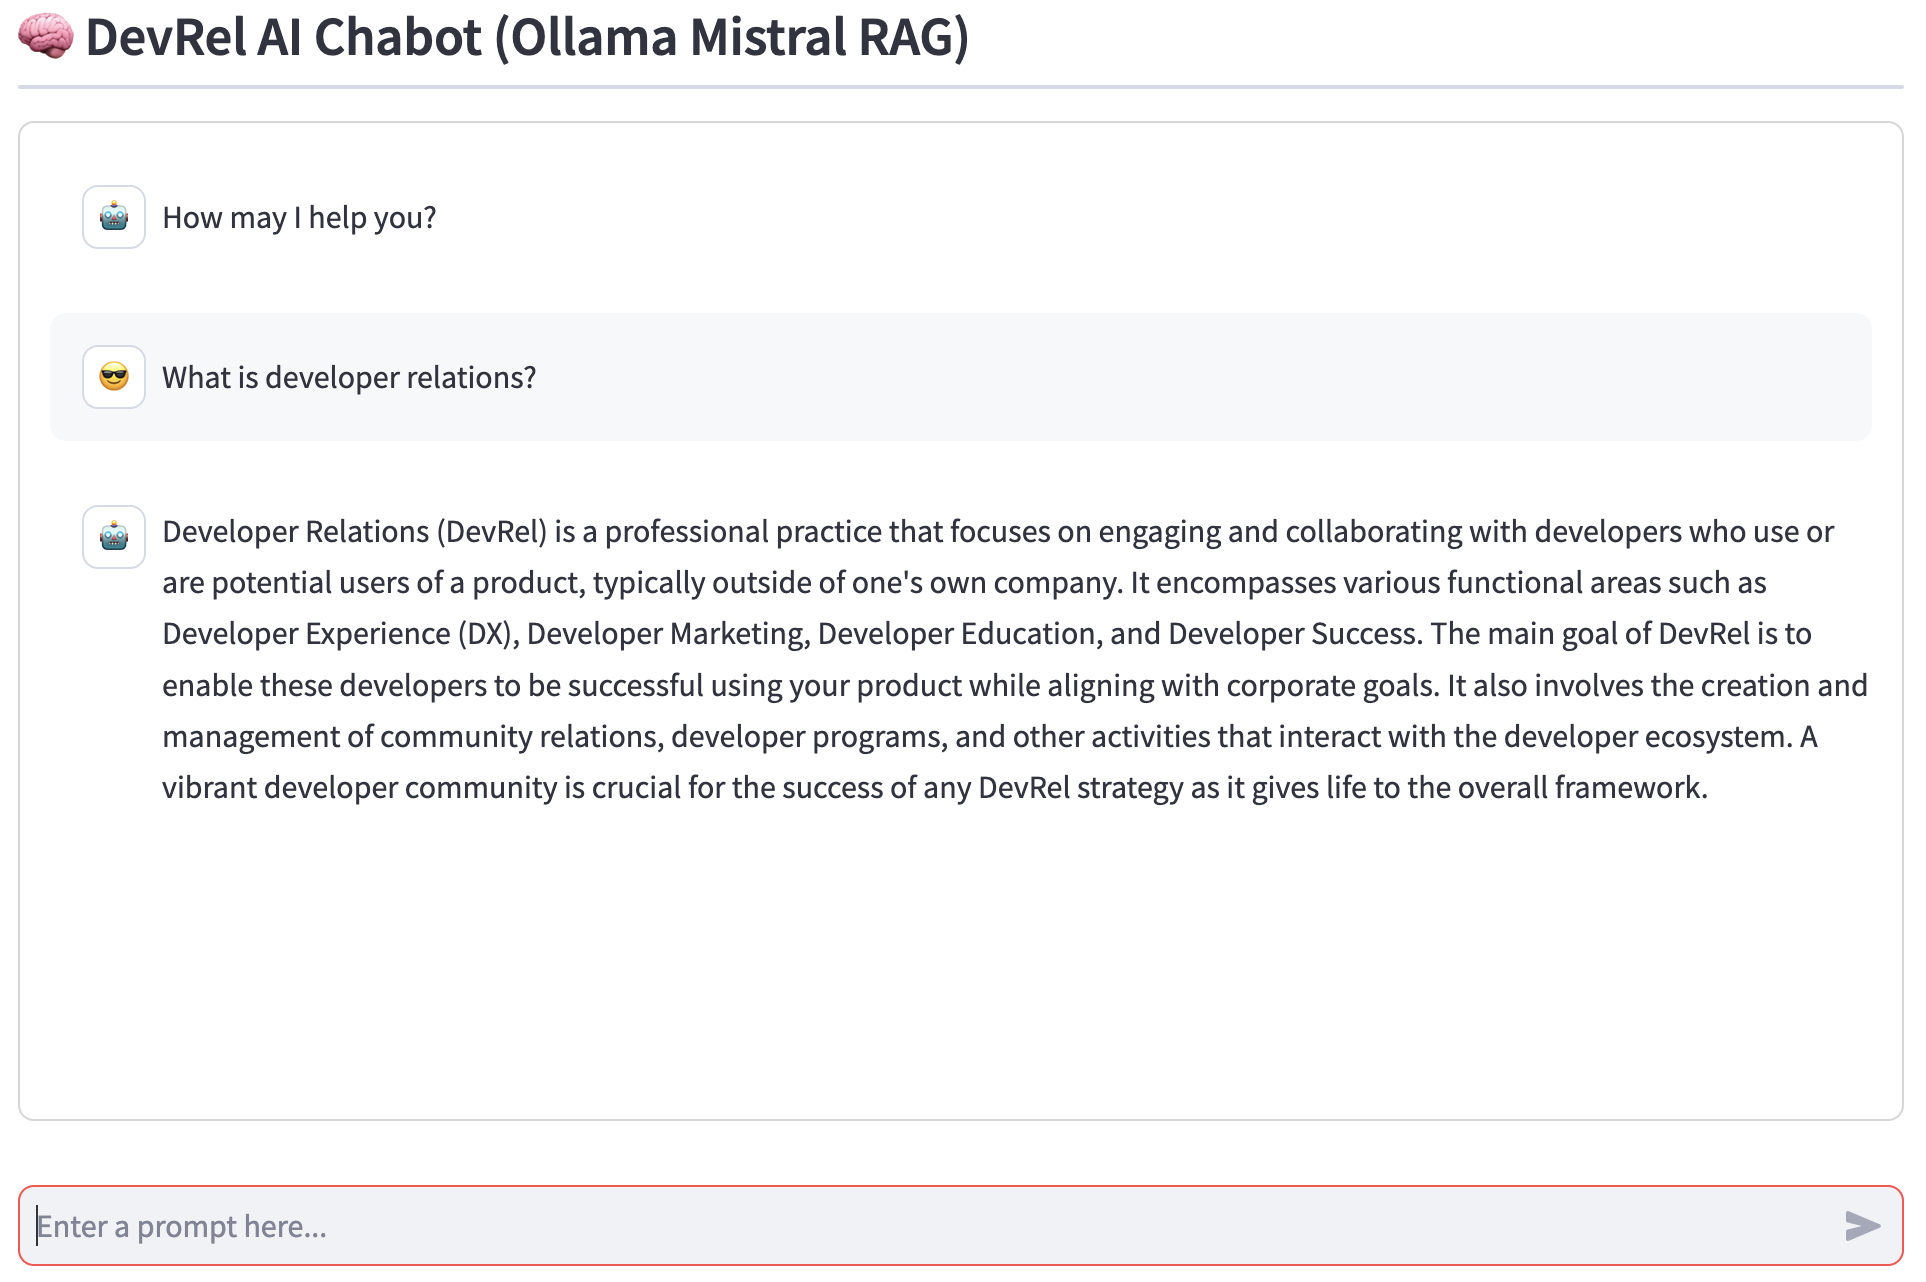 DevRel AI Chabot (Ollama Mistral RAG)
How may I help you?
What is developer relations?
Developer Relations (DevRel) is a professional practice that focuses on engaging and collaborating with developers who use or
are potential users of a product, typically outside of one's own company. It encompasses various functional areas such as
Developer Experience (DX), Developer Marketing, Developer Education, and Developer Success. The main goal of DevRel is to
enable these developers to be successful using your product while aligning with corporate goals. It also involves the creation and
management of community relations, developer programs, and other activities that interact with the developer ecosystem. A
vibrant developer community is crucial for the success of any DevRel strategy as it gives life to the overall framework.
Enter a prompt here...